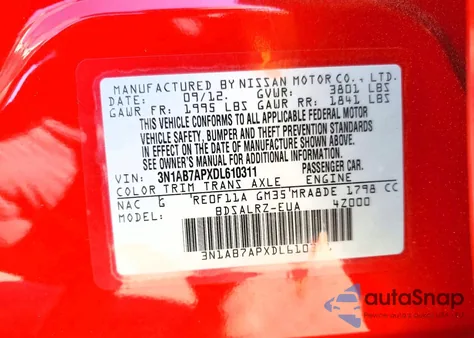 MANUFACTURED BY NISSAN MOTOR CO., LTD.
DATE: 09/12. GVWR: 3801 LBS
GAWR FR: 1995 LBS GAWR RR: 1841 LBS
THIS VEHICLE CONFORMS TO ALL APPLICABLE FEDERAL MOTOR
VEHICLE SAFETY, BUMPER AND THEFT PREVENTION STANDARDS
IN EFFECT ON THE DATE OF MANUFACTURE SHOWN ABOVE.
SEE OWNER'S MANUAL FOR ADDITIONAL INFORMATION.
VIN: 3N1AB7APXDL610311 PASSENGER CAR.
COLOR TRIM TRANS AXLE ENGINE
NAC G RE0F11A GM35 MRA8DE 1798 CC
BDSALRZ-EUA 4Z000
3N1AB7APXDL610
autaSnap